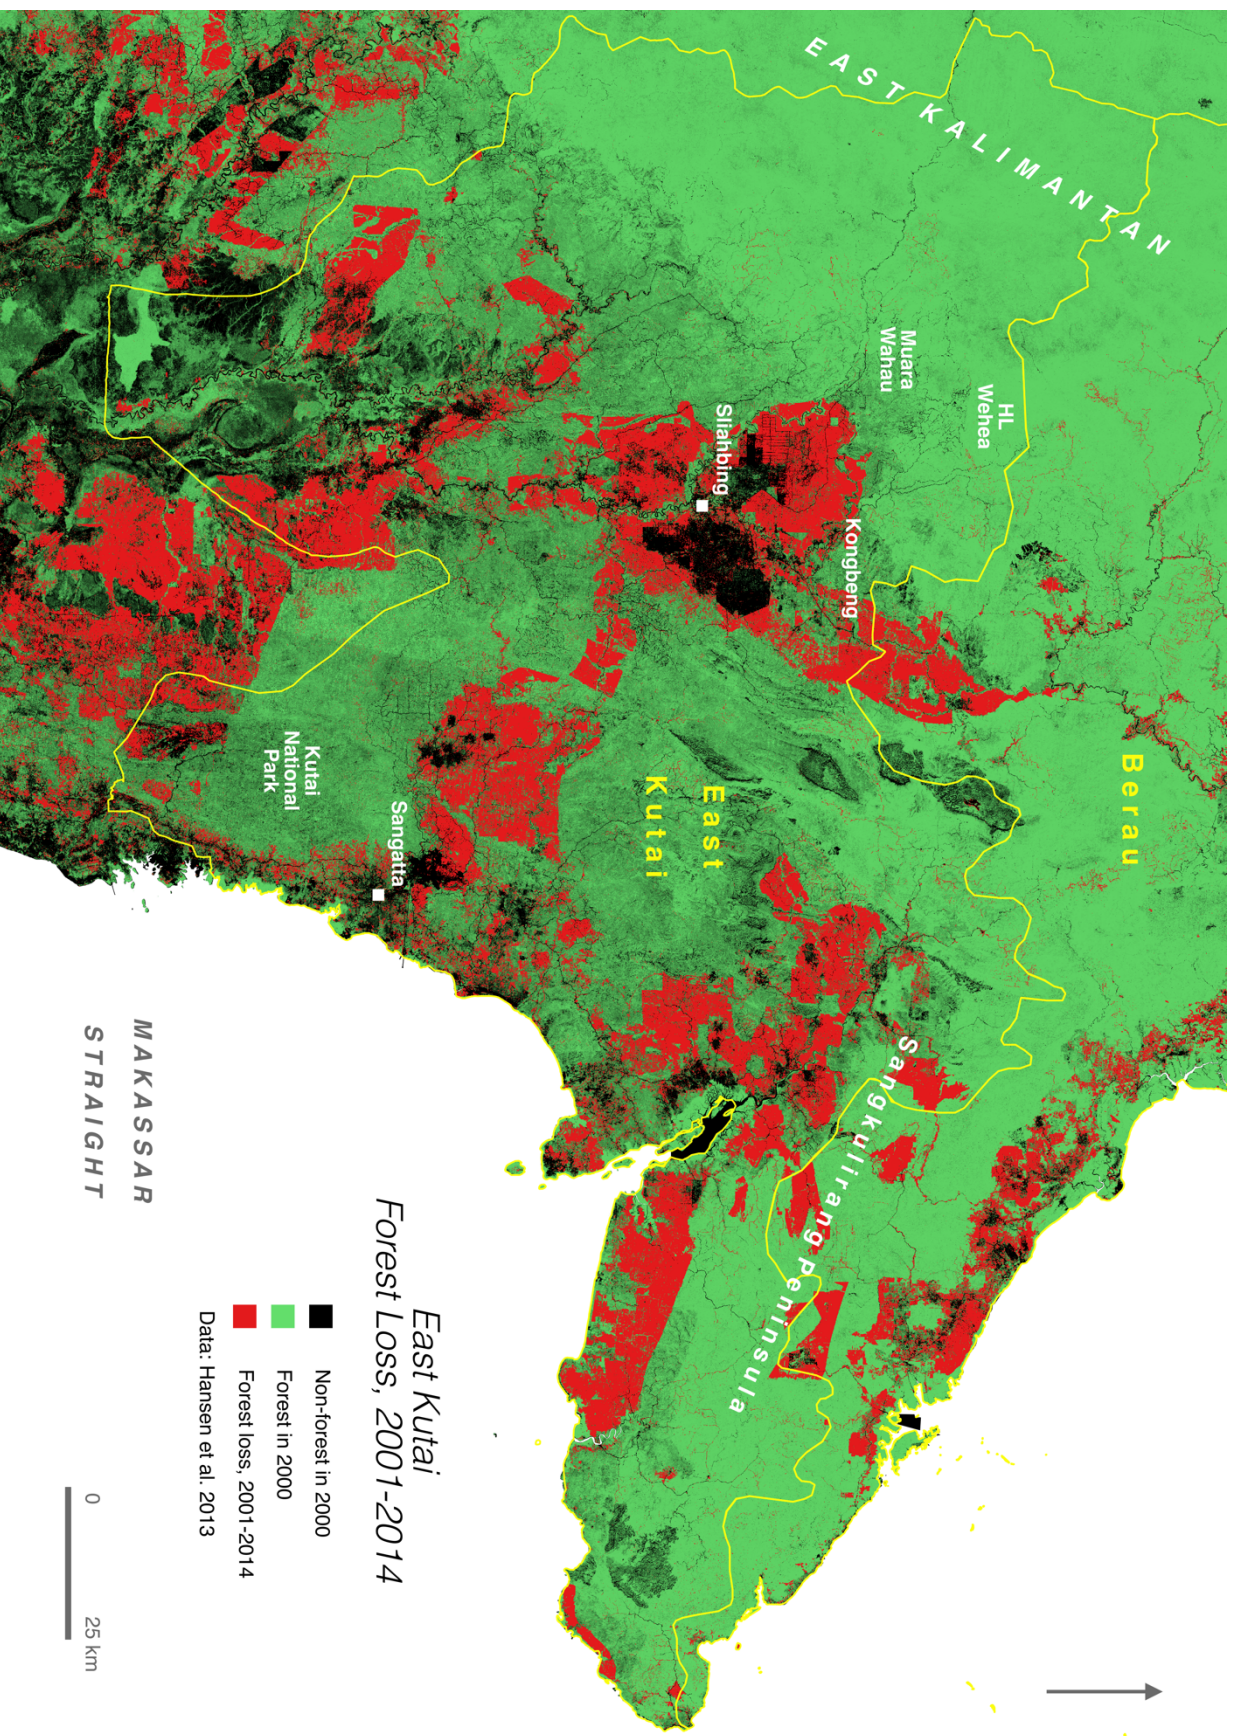 EAST KALIMANTAN
HL
Wehea
Muara
Wahau
Kongbeng
Sliahbing
Berau
East
Kutai
Sangkulirang Peninsula
Kutai
National
Park
Sangatta
MAKASSAR
STRAIGHT
East Kutai
Forest Loss, 2001-2014
Non-forest in 2000
Forest in 2000
Forest loss, 2001-2014
Data: Hansen et al. 2013
0 25 km